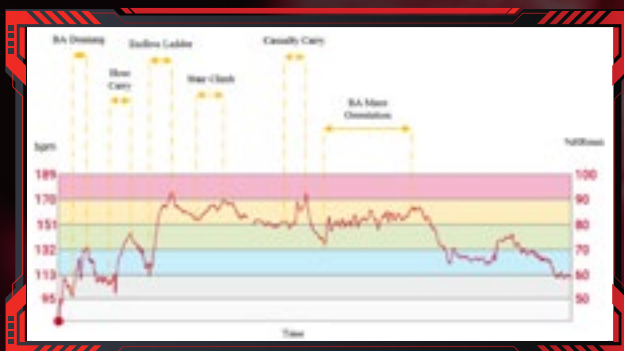 BA Donning
Endless Ladder
Casualty Carry
Hose
Carry
Stair Climb
BA Maze
Orientation
bpm
%HRmax
189
170
151
132
113
95
100
90
80
70
60
50
Time